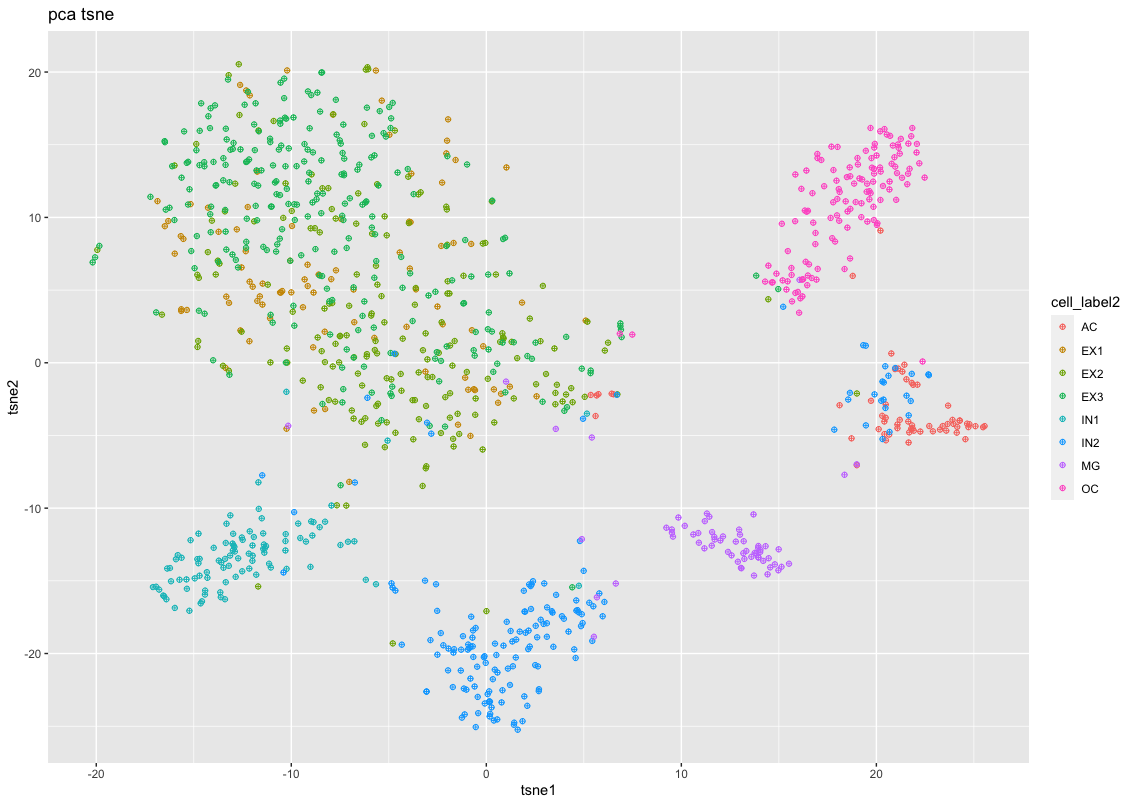 pca tsne
20
10
0
-10
-20
tsne2
-20
-10
0
10
20
tsne1
cell_label2
AC
EX1
EX2
EX3
IN1
IN2
MG
OC